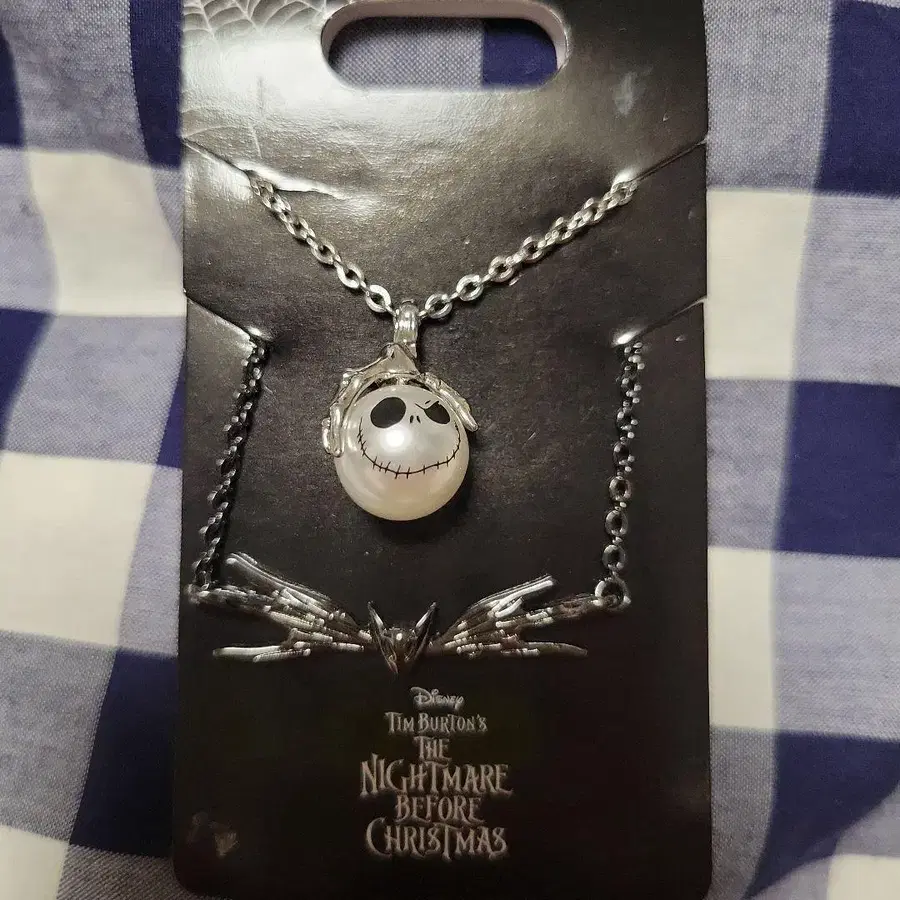 Disney
Tim Burton's
The
Nightmare
Before
Christmas